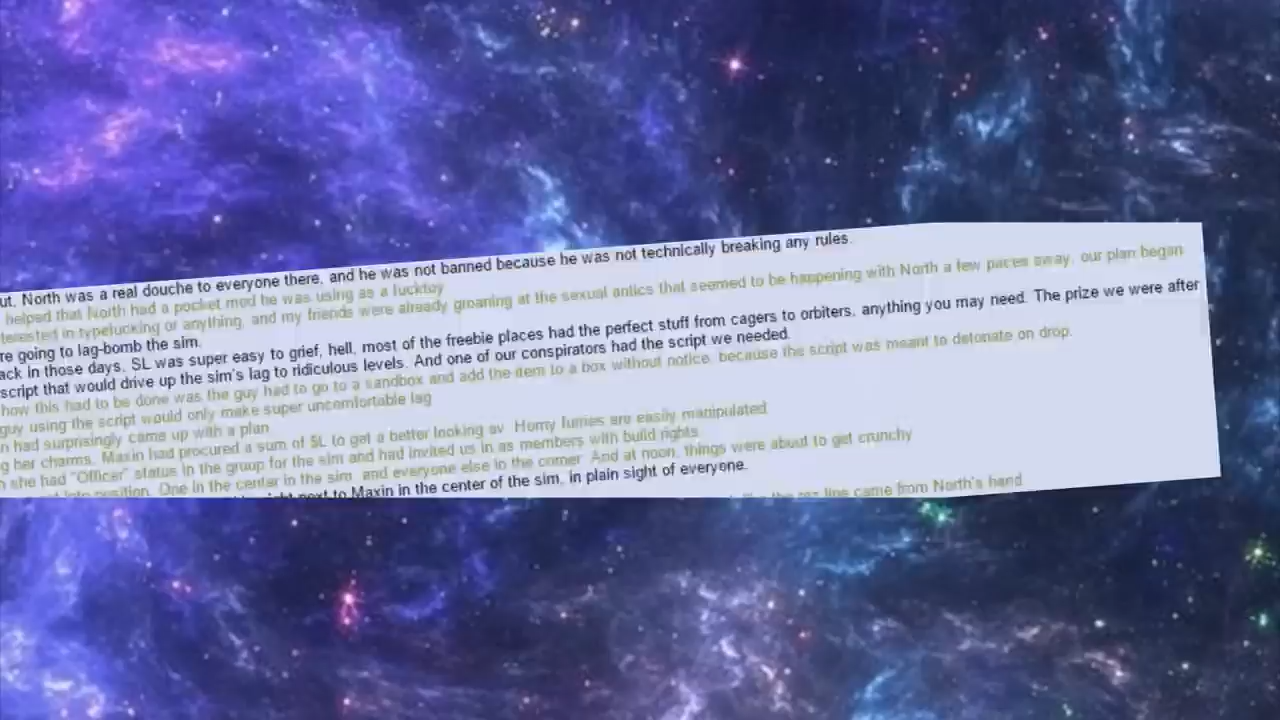 ut. North was a real douche to everyone there, and he was not banned because he was not technically breaking any rules.
helped that North had a pocket mod he was using as a fucktoy
terested in typefucking or anything, and my friends were already groaning at the sexual antics that seemed to be happening with North a few paces away, our plan began
re going to lag-bomb the sim.
ack in those days, SL was super easy to grief, hell, most of the freebie places had the perfect stuff from cagers to orbiters, anything you may need. The prize we were after
script that would drive up the sim's lag to ridiculous levels. And one of our conspirators had the script we needed.
how this had to be done was the guy had to go to a sandbox and add the item to a box without notice, because the script was meant to detonate on drop.
guy using the script would only make super uncomfortable lag
n had surprisingly came up with a plan
g her charms, Maxin had procured a sum of $L to get a better looking av. Horny furries are easily manipulated
n she had "Officer" status in the group for the sim and had invited us in as members with build rights
into position. One in the center in the sim, and everyone else in the corner. And at noon, things were about to get crunchy
next to Maxin in the center of the sim, in plain sight of everyone.
line came from North's hand